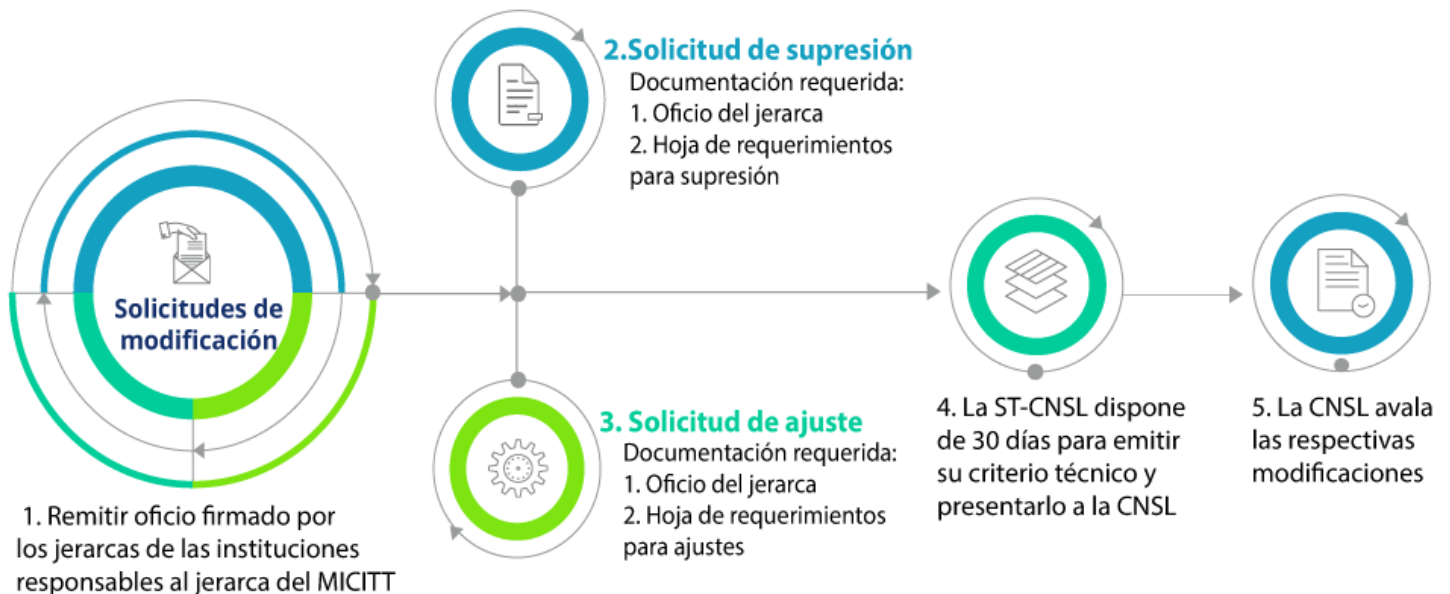 Solicitudes de
modificación
1. Remitir oficio firmado por
los jerarcas de las instituciones
responsables al jerarca del MICITT
2.Solicitud de supresión
Documentación requerida:
1. Oficio del jerarca
2. Hoja de requerimientos
para supresión
3. Solicitud de ajuste
Documentación requerida:
1. Oficio del jerarca
2. Hoja de requerimientos
para ajustes
4. La ST-CNSL dispone
de 30 días para emitir
su criterio técnico y
presentarlo a la CNSL
5. La CNSL avala
las respectivas
modificaciones